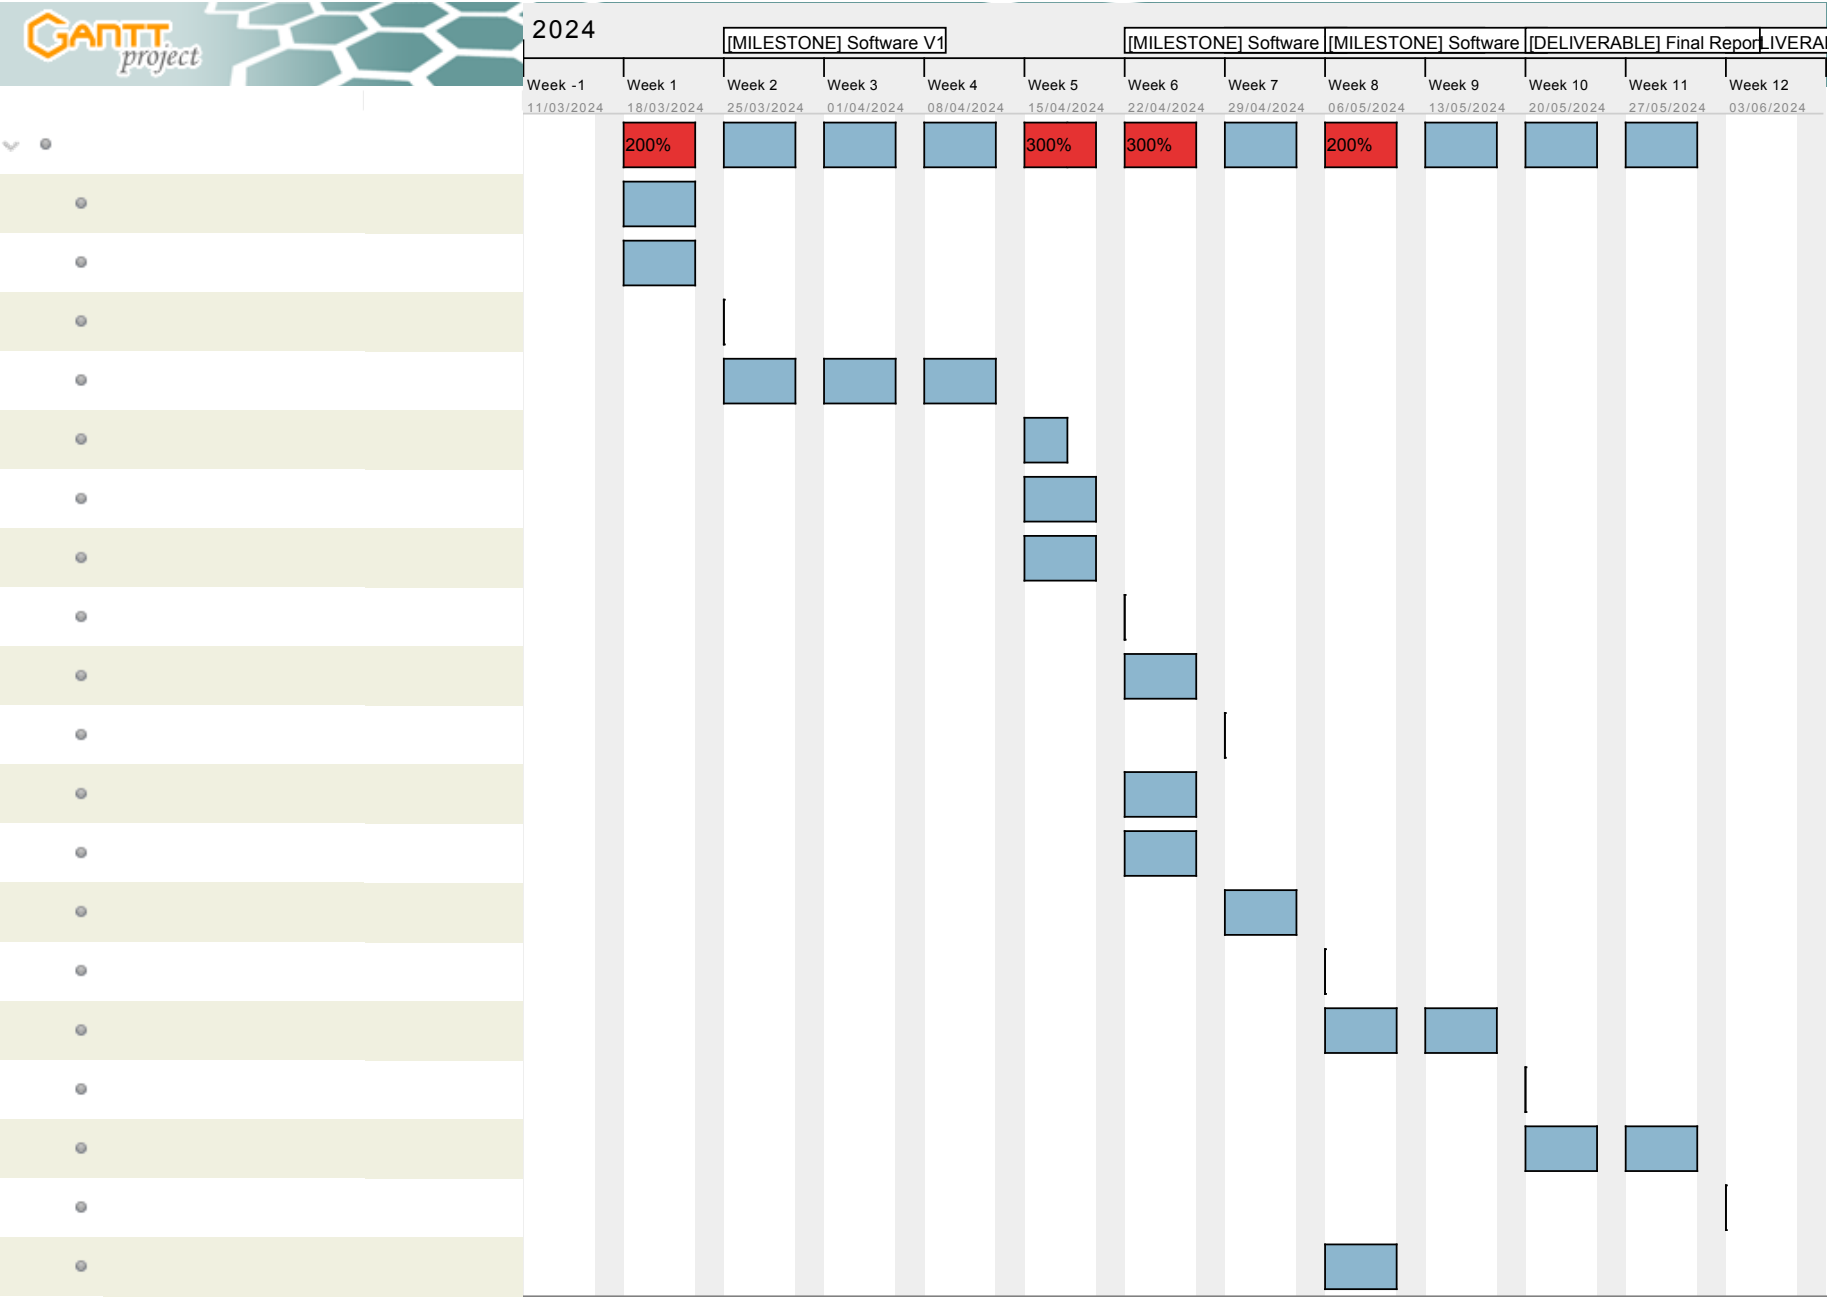 GANTT
project
2024
[MILESTONE] Software V1 [MILESTONE] Software [MILESTONE] Software [DELIVERABLE] Final Report LIVERA
Week -1 Week 1 Week 2 Week 3 Week 4 Week 5 Week 6 Week 7 Week 8 Week 9 Week 10 Week 11 Week 12
11/03/2024 18/03/2024 25/03/2024 01/04/2024 08/04/2024 15/04/2024 22/04/2024 29/04/2024 06/05/2024 13/05/2024 20/05/2024 27/05/2024 03/06/2024
200% 300% 300% 200%